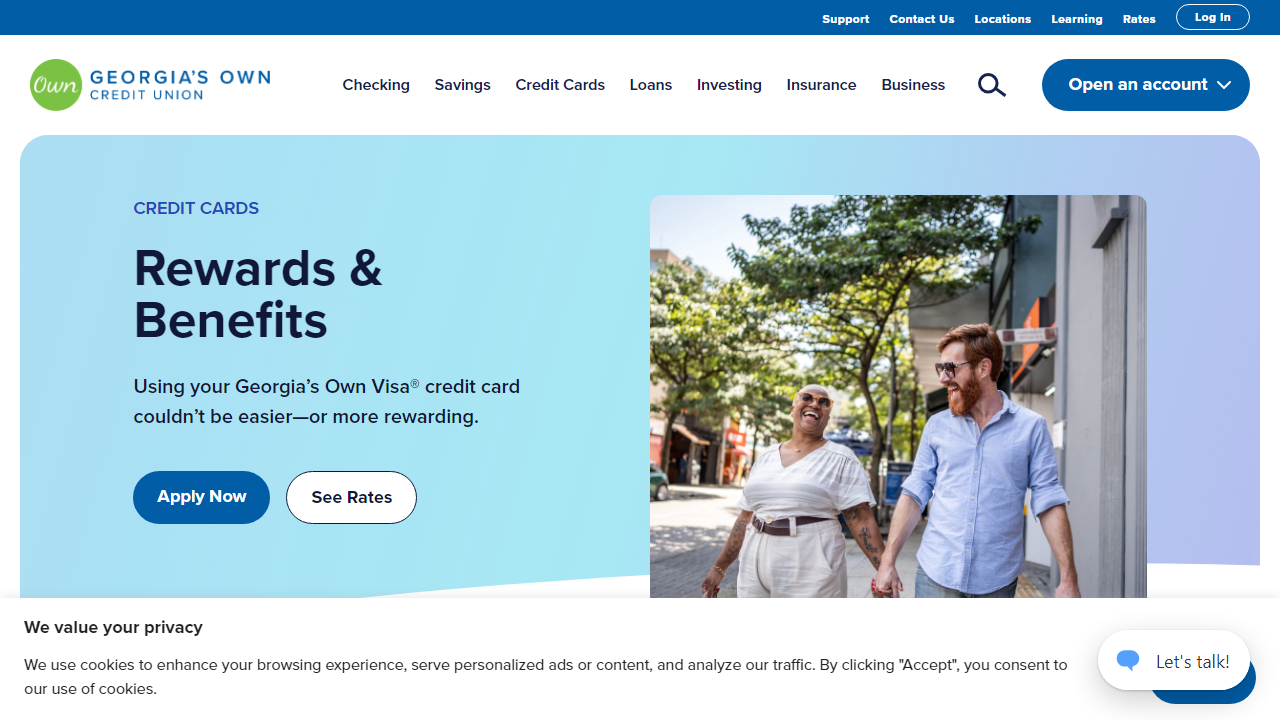 Support Contact Us Locations Learning Rates Log In
Own GEORGIA'S OWN
CREDIT UNION
Checking Savings Credit Cards Loans Investing Insurance Business Open an account
CREDIT CARDS
Rewards &
Benefits
Using your Georgia’s Own Visa® credit card
couldn’t be easier—or more rewarding.
Apply Now See Rates
We value your privacy
We use cookies to enhance your browsing experience, serve personalized ads or content, and analyze our traffic. By clicking "Accept", you consent to
our use of cookies.
Let's talk!